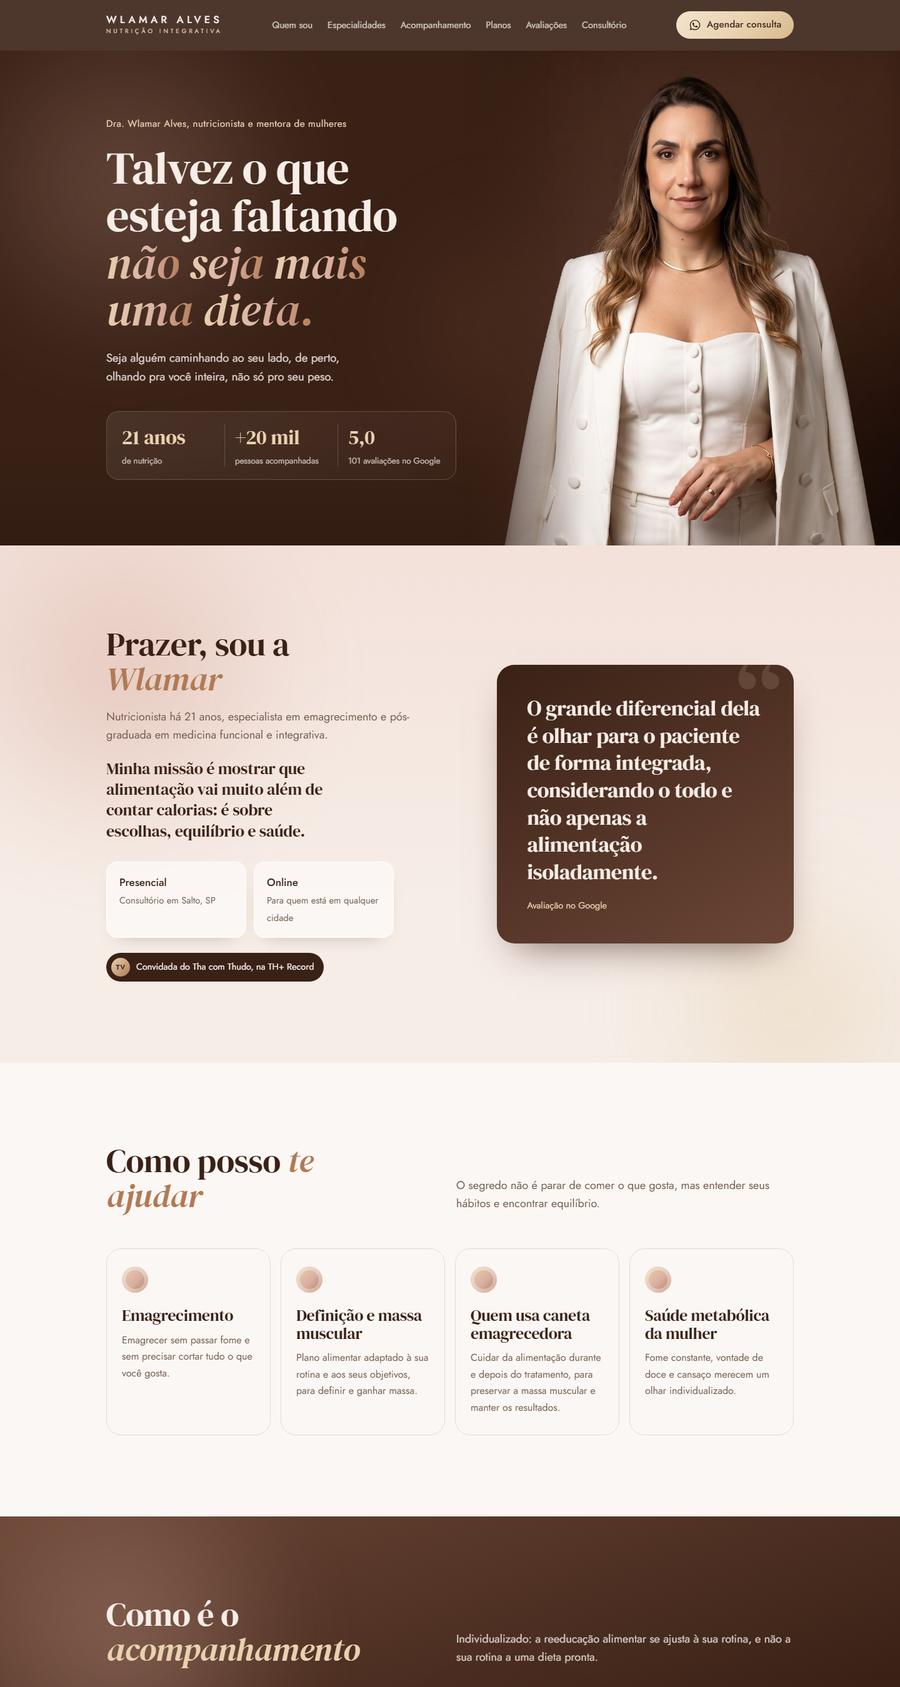 WLAMAR ALVES
NUTRIÇÃO INTEGRATIVA
Quem sou
Especialidades
Acompanhamento
Planos
Avaliações
Consultório
Agendar consulta
Dra. Wlamar Alves, nutricionista e mentora de mulheres
Talvez o que
esteja faltando
não seja mais
uma dieta.
Seja alguém caminhando ao seu lado, de perto,
olhando pra você inteira, não só pro seu peso.
21 anos
de nutrição
+20 mil
pessoas acompanhadas
5,0
101 avaliações no Google
Prazer, sou a
Wlamar
Nutricionista há 21 anos, especialista em emagrecimento e pós-
graduada em medicina funcional e integrativa.
Minha missão é mostrar que
alimentação vai muito além de
contar calorias: é sobre
escolhas, equilíbrio e saúde.
Presencial
Consultório em Salto, SP
Online
Para quem está em qualquer
cidade
TV
Convidada do Tha com Thudo, na TH+ Record
“
O grande diferencial dela
é olhar para o paciente
de forma integrada,
considerando o todo e
não apenas a
alimentação
isoladamente.
Avaliação no Google
Como posso te
ajudar
O segredo não é parar de comer o que gosta, mas entender seus
hábitos e encontrar equilíbrio.
Emagrecimento
Emagrecer sem passar fome e
sem precisar cortar tudo o que
você gosta.
Definição e massa
muscular
Plano alimentar adaptado à sua
rotina e aos seus objetivos,
para definir e ganhar massa.
Quem usa caneta
emagrecedora
Cuidar da alimentação durante
e depois do tratamento, para
preservar a massa muscular e
manter os resultados.
Saúde metabólica
da mulher
Fome constante, vontade de
doce e cansaço merecem um
olhar individualizado.
Como é o
acompanhamento
Individualizado: a reeducação alimentar se ajusta à sua rotina, e não a
sua rotina a uma dieta pronta.